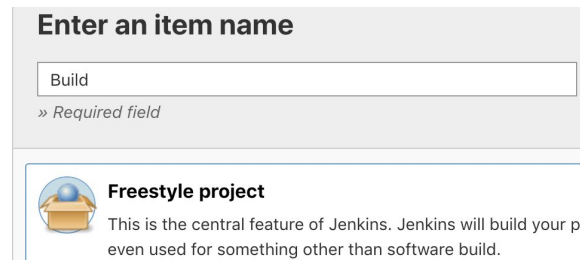 Enter an item name
Build
» Required field
Freestyle project
This is the central feature of Jenkins. Jenkins will build your p
even used for something other than software build.